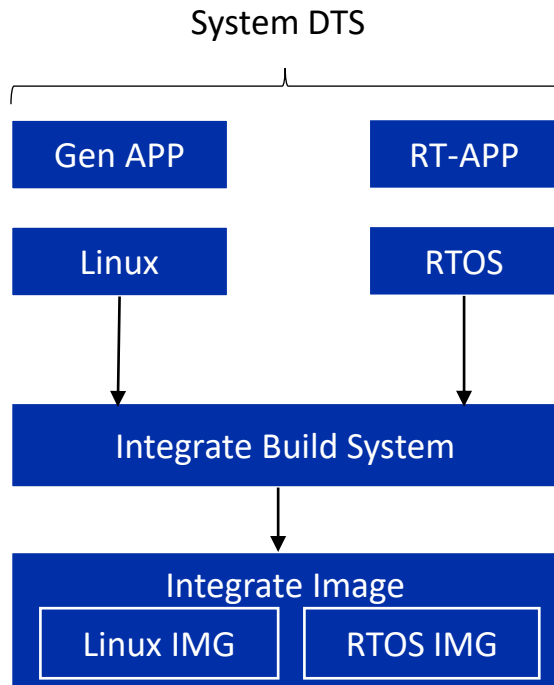 System DTS
Gen APP
RT-APP
Linux
RTOS
Integrate Build System
Integrate Image
Linux IMG
RTOS IMG